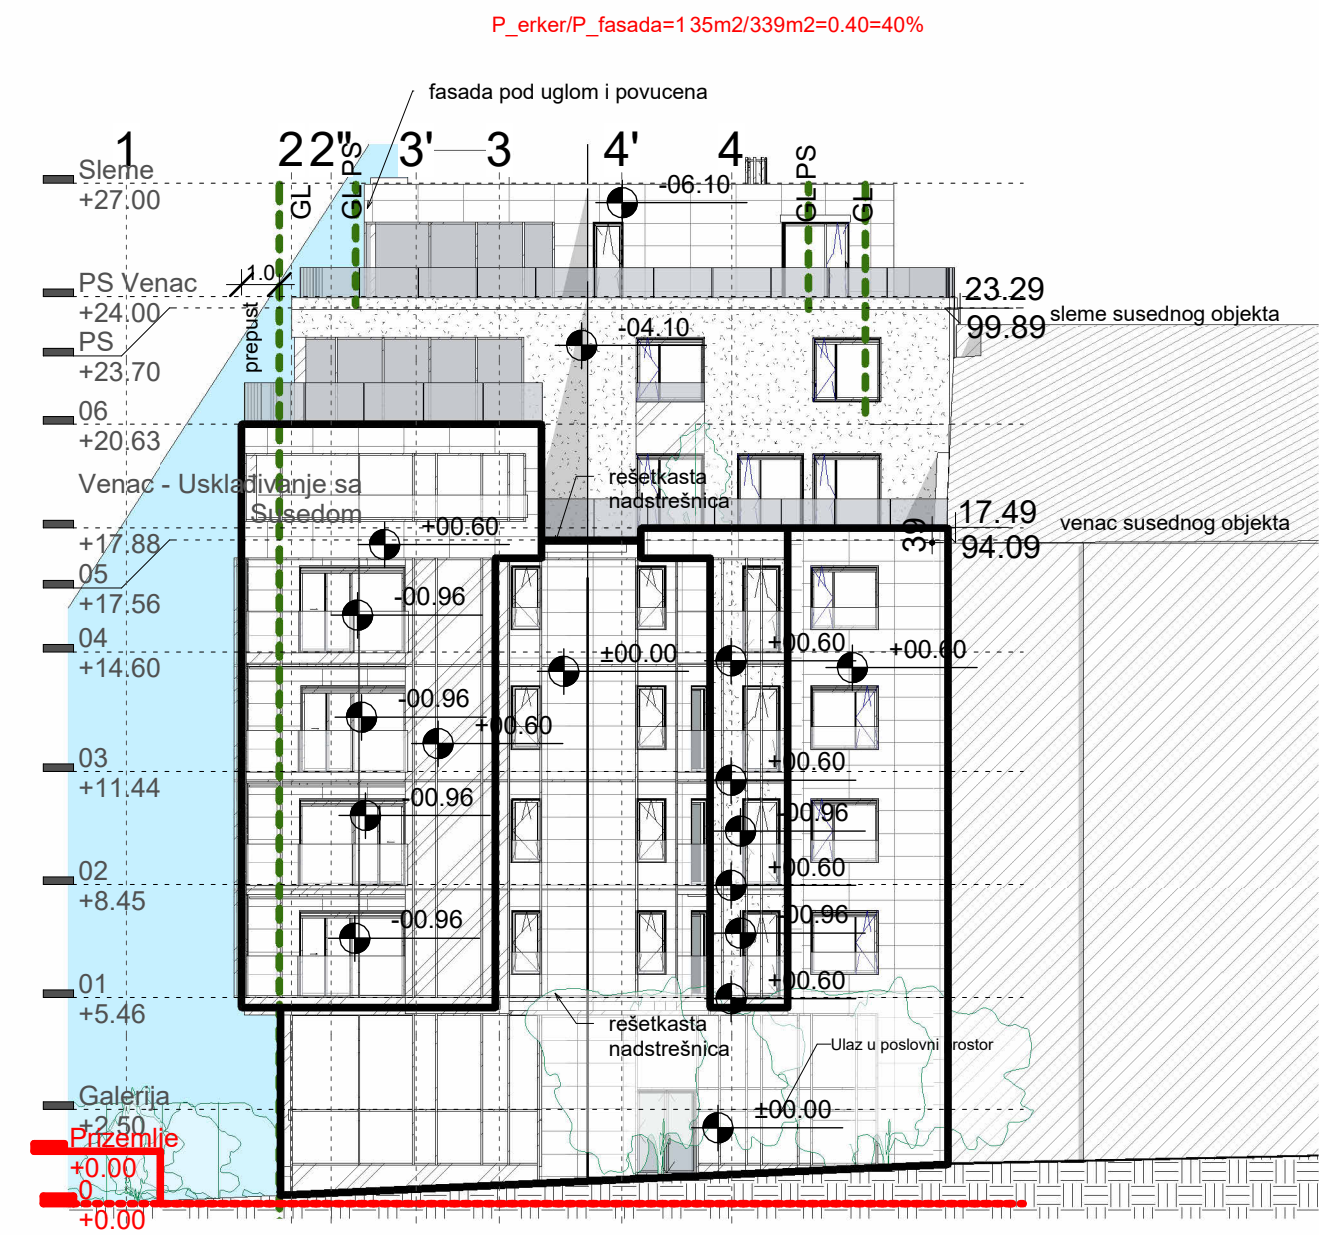 P_erker/P_fasada=135m2/339m2=0.40=40%
fasada pod uglom i povucena
1 2 2" 3' 3 4' 4
GL
GL PS
GL PS
GL
Sleme
+27.00
-06.10
1.0
prepust
PS Venac
+24.00
23.29
99.89
sleme susednog objekta
-04.10
PS
+23.70
06
+20.63
Venac - Usklađivanje sa
Susedom
+17.88
rešetkasta
nadstrešnica
+00.60
39
17.49
94.09
venac susednog objekta
05
+17.56
-00.96
04
+14.60
±00.00
+00.60
+00.60
-00.96
+00.60
03
+11.44
+00.60
-00.96
-00.96
02
+8.45
+00.60
-00.96
-00.96
01
+5.46
+00.60
rešetkasta
nadstrešnica
Ulaz u poslovni prostor
Galerija
+2.50
±00.00
Prizemlje
+0.00
0
+0.00